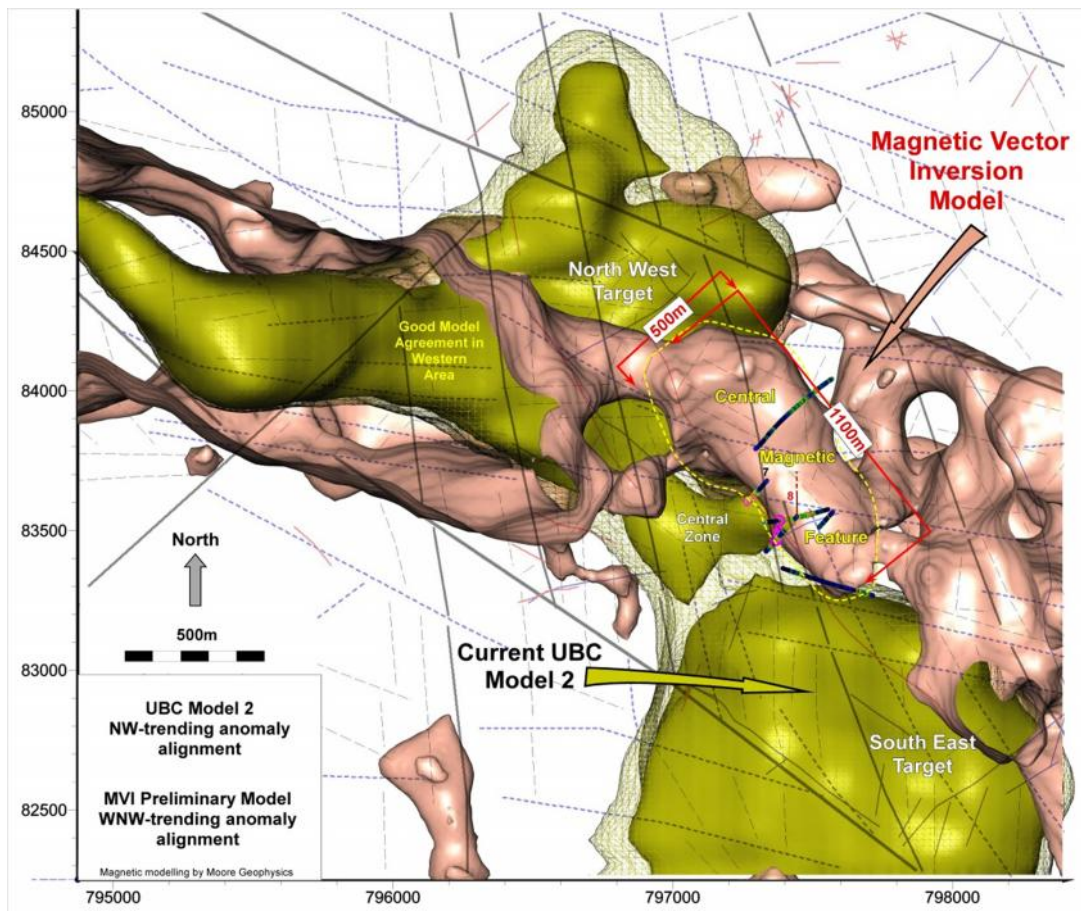 85000
84500
84000
83500
83000
82500
795000
796000
797000
798000
Magnetic Vector
Inversion
Model
North West
Target
500m
Good Model
Agreement in
Western
Area
Central
1100m
Magnetic
7
8
Feature
Central
Zone
North
500m
Current UBC
Model 2
South East
Target
UBC Model 2
NW-trending anomaly
alignment
MVI Preliminary Model
WNW-trending anomaly
alignment
Magnetic modelling by Moore Geophysics